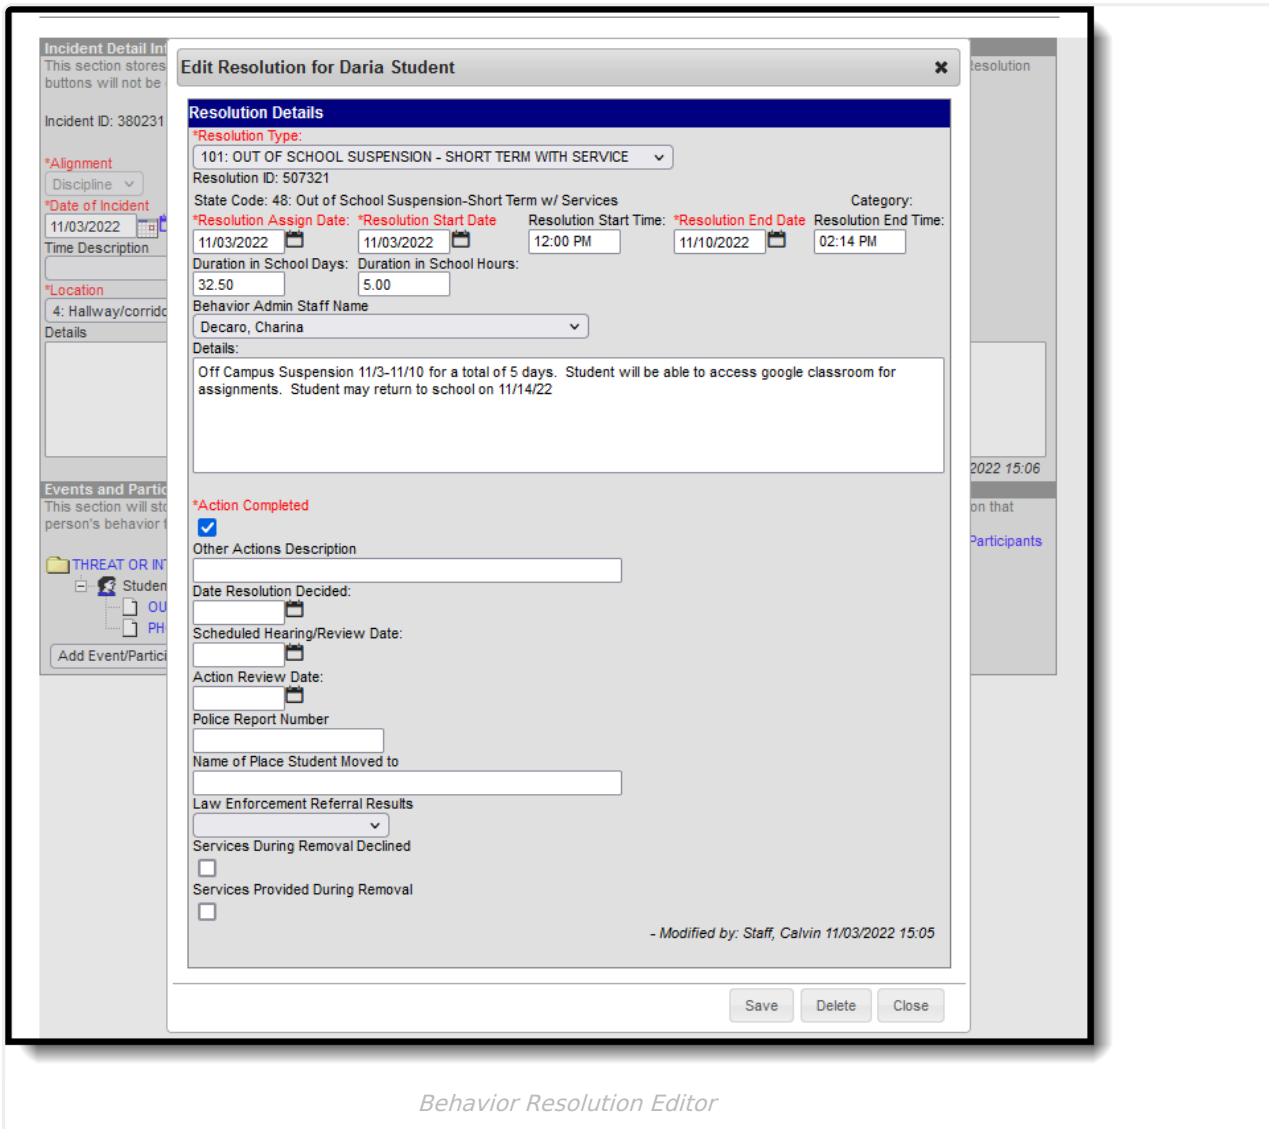 Incident Detail Int
This section stores
Resolution
buttons will not be
Incident ID: 380231
*Alignment
Discipline
*Date of Incident
11/03/2022
Time Description
*Location
4: Hallway/corrido
Details
2022 15:06
Events and Partic
This section will sto
on that
person's behavior f
Participants
THREAT OR IN
Studen
OU
PH
Add Event/Partici
Edit Resolution for Daria Student
Resolution Details
*Resolution Type:
101: OUT OF SCHOOL SUSPENSION - SHORT TERM WITH SERVICE
Resolution ID: 507321
State Code: 48: Out of School Suspension-Short Term w/ Services Category:
*Resolution Assign Date: *Resolution Start Date Resolution Start Time: *Resolution End Date Resolution End Time:
11/03/2022 11/03/2022 12:00 PM 11/10/2022 02:14 PM
Duration in School Days: Duration in School Hours:
32.50 5.00
Behavior Admin Staff Name
Decaro, Charina
Details:
Off Campus Suspension 11/3-11/10 for a total of 5 days. Student will be able to access google classroom for
assignments. Student may return to school on 11/14/22
*Action Completed
Other Actions Description
Date Resolution Decided:
Scheduled Hearing/Review Date:
Action Review Date:
Police Report Number
Name of Place Student Moved to
Law Enforcement Referral Results
Services During Removal Declined
Services Provided During Removal
- Modified by: Staff, Calvin 11/03/2022 15:05
Save Delete Close
Behavior Resolution Editor